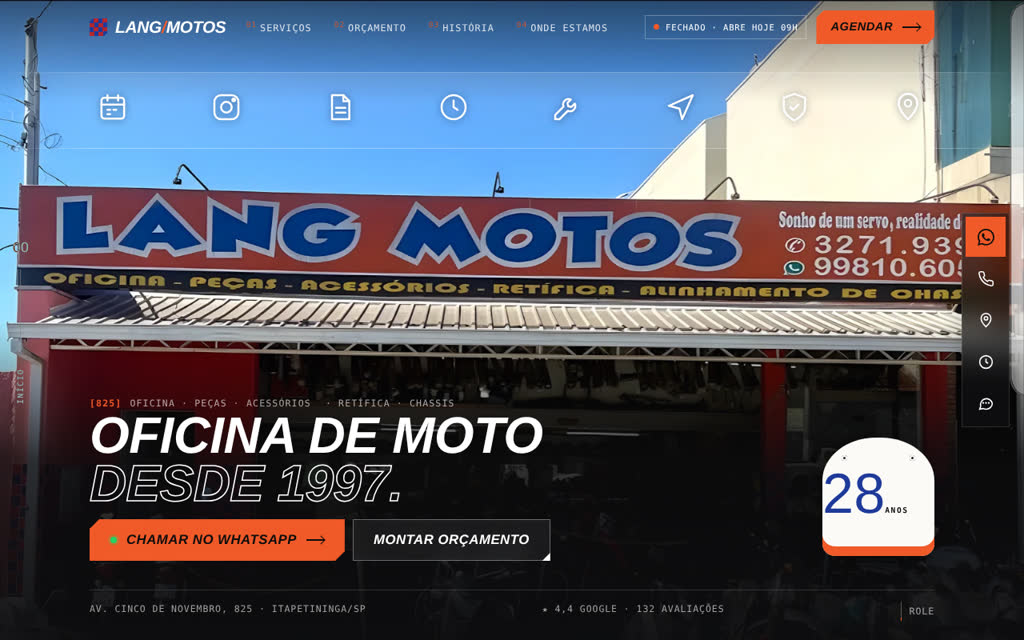 LANG/MOTOS
01 SERVIÇOS
02 ORÇAMENTO
03 HISTÓRIA
04 ONDE ESTAMOS
FECHADO · ABRE HOJE 09H
AGENDAR
LANG MOTOS
Sonho de um servo, realidade d
3271.939
99810.605
OFICINA - PEÇAS - ACESSÓRIOS - RETÍFICA - ALINHAMENTO DE CHAS
00
INÍCIO
[825] OFICINA · PEÇAS · ACESSÓRIOS · RETÍFICA · CHASSIS
OFICINA DE MOTO
DESDE 1997.
28 ANOS
CHAMAR NO WHATSAPP
MONTAR ORÇAMENTO
AV. CINCO DE NOVEMBRO, 825 · ITAPETININGA/SP
★ 4,4 GOOGLE · 132 AVALIAÇÕES
ROLE